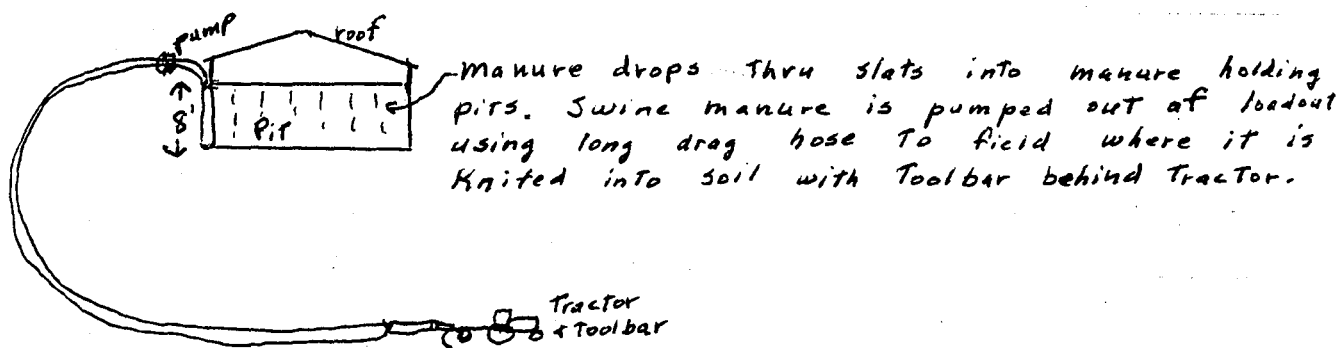 pump
roof
manure drops thru slats into manure holding
pits. Swine manure is pumped out of loadout
8'
Pit
using long drag hose To field where it is
Knifed into soil with Toolbar behind Tractor.
Tractor
& Toolbar